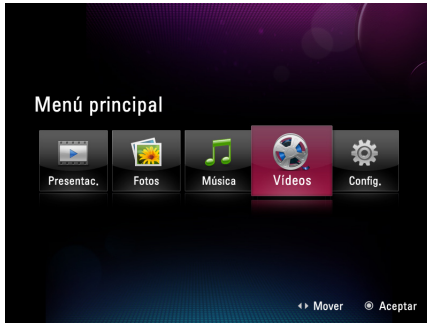 Menú principal
Presentac. Fotos Música Vídeos Config.
Mover Aceptar